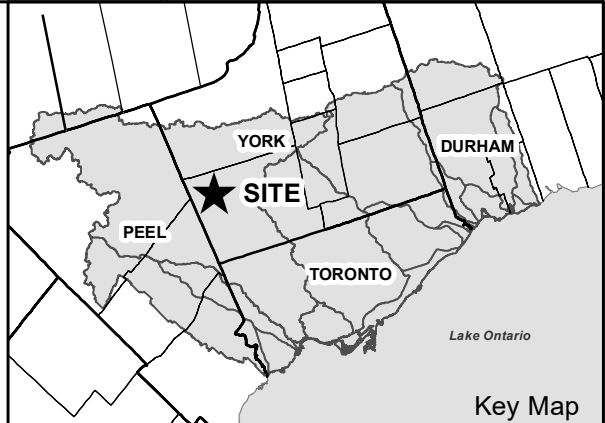 YORK
DURHAM
SITE
PEEL
TORONTO
Lake Ontario
Key Map